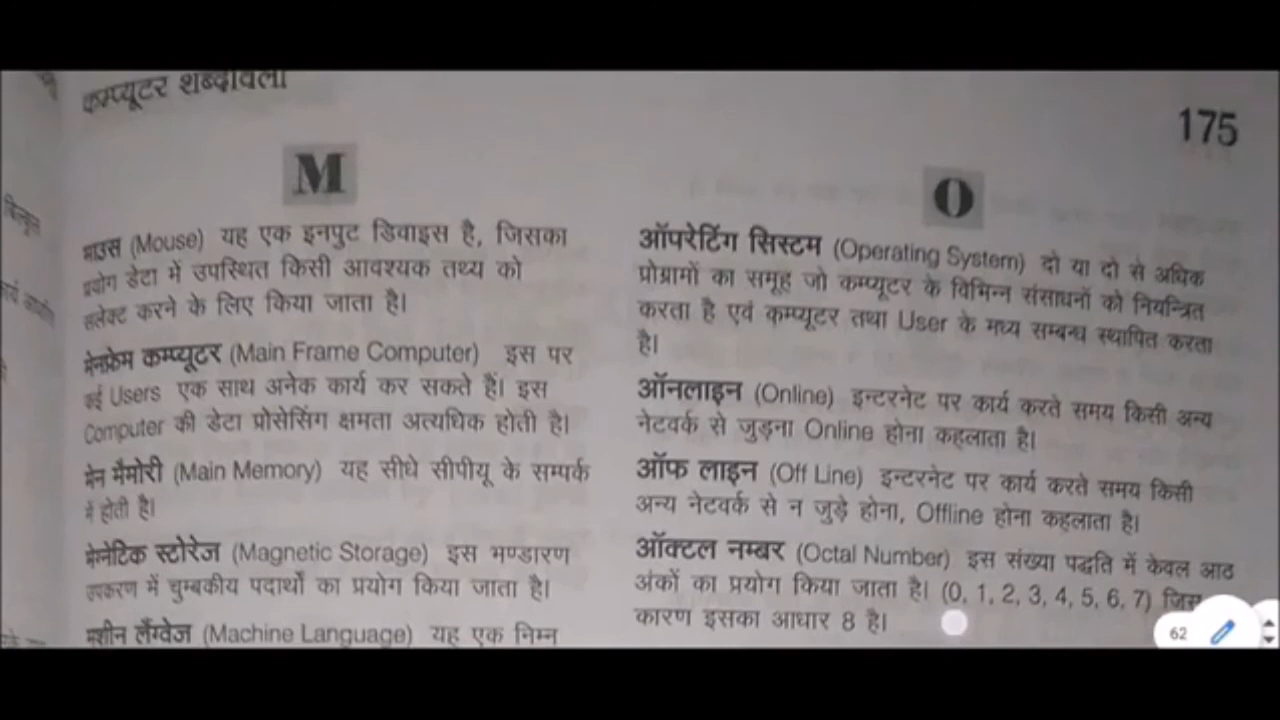 कम्प्यूटर शब्दावली
175
M
माउस (Mouse) यह एक इनपुट डिवाइस है, जिसका
प्रयोग डेटा में उपस्थित किसी आवश्यक तथ्य को
सलेक्ट करने के लिए किया जाता है।
मेनफ्रेम कम्प्यूटर (Main Frame Computer) इस पर
कई Users एक साथ अनेक कार्य कर सकते हैं। इस
Computer की डेटा प्रोसेसिंग क्षमता अत्यधिक होती है।
मेन मैमोरी (Main Memory) यह सीधे सीपीयू के सम्पर्क
में होती है।
मैग्नेटिक स्टोरेज (Magnetic Storage) इस भण्डारण
उपकरण में चुम्बकीय पदार्थों का प्रयोग किया जाता है।
मशीन लैंग्वेज (Machine Language) यह एक निम्न
O
ऑपरेटिंग सिस्टम (Operating System) दो या दो से अधिक
प्रोग्रामों का समूह जो कम्प्यूटर के विभिन्न संसाधनों को नियन्त्रित
करता है एवं कम्प्यूटर तथा User के मध्य सम्बन्ध स्थापित करता
है।
ऑनलाइन (Online) इन्टरनेट पर कार्य करते समय किसी अन्य
नेटवर्क से जुड़ना Online होना कहलाता है।
ऑफ लाइन (Off Line) इन्टरनेट पर कार्य करते समय किसी
अन्य नेटवर्क से न जुड़े होना, Offline होना कहलाता है।
ऑक्टल नम्बर (Octal Number) इस संख्या पद्धति में केवल आठ
अंकों का प्रयोग किया जाता है। (0, 1, 2, 3, 4, 5, 6, 7)
कारण इसका आधार 8 है।
62